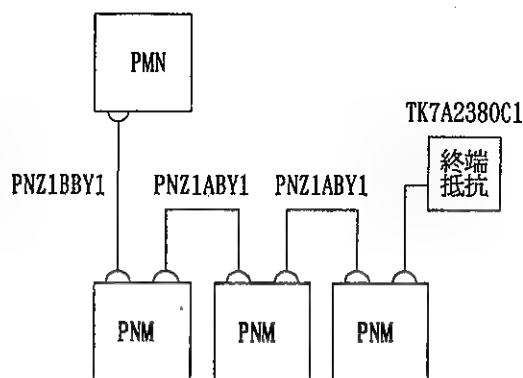 PMN
TK7A2380C1
終端
抵抗
PNZ1BBY1
PNZ1ABY1
PNZ1ABY1
PNM
PNM
PNM